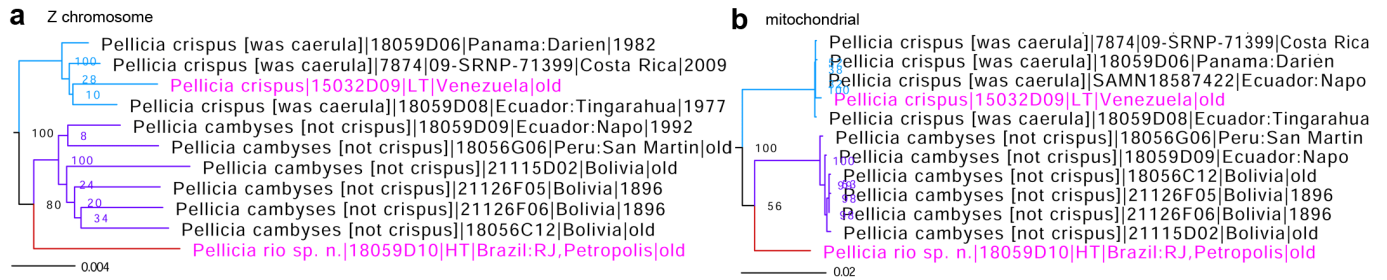 a Z chromosome
Pellicia crispus [was caerula]|18059D06|Panama:Darien|1982
Pellicia crispus [was caerula]|7874|09-SRNP-71399|Costa Rica|2009
100
28
Pellicia crispus|15032D09|LT|Venezuela|old
10
Pellicia crispus [was caerula]|18059D08|Ecuador:Tingarahua|1977
Pellicia cambyses [not crispus]|18059D09|Ecuador:Napo|1992
100
8
Pellicia cambyses [not crispus]|18056G06|Peru:San Martin|old
100
Pellicia cambyses [not crispus]|21115D02|Bolivia|old
24
Pellicia cambyses [not crispus]|21126F05|Bolivia|1896
80
20
Pellicia cambyses [not crispus]|21126F06|Bolivia|1896
34
Pellicia cambyses [not crispus]|18056C12|Bolivia|old
Pellicia rio sp. n.|18059D10|HT|Brazil:RJ,Petropolis|old
0.004
b mitochondrial
Pellicia crispus [was caerula]|7874|09-SRNP-71399|Costa Rica
Pellicia crispus [was caerula]|18059D06|Panama:Darien
Pellicia crispus [was caerula]|SAMN18587422|Ecuador:Napo
100
Pellicia crispus|15032D09|LT|Venezuela|old
Pellicia crispus [was caerula]|18059D08|Ecuador:Tingarahua
Pellicia cambyses [not crispus]|18056G06|Peru:San Martin
100
Pellicia cambyses [not crispus]|18059D09|Ecuador:Napo
100
Pellicia cambyses [not crispus]|18056C12|Bolivia|old
Pellicia cambyses [not crispus]|21126F05|Bolivia|1896
56
Pellicia cambyses [not crispus]|21126F06|Bolivia|1896
Pellicia cambyses [not crispus]|21115D02|Bolivia|old
Pellicia rio sp. n.|18059D10|HT|Brazil:RJ,Petropolis|old
0.02